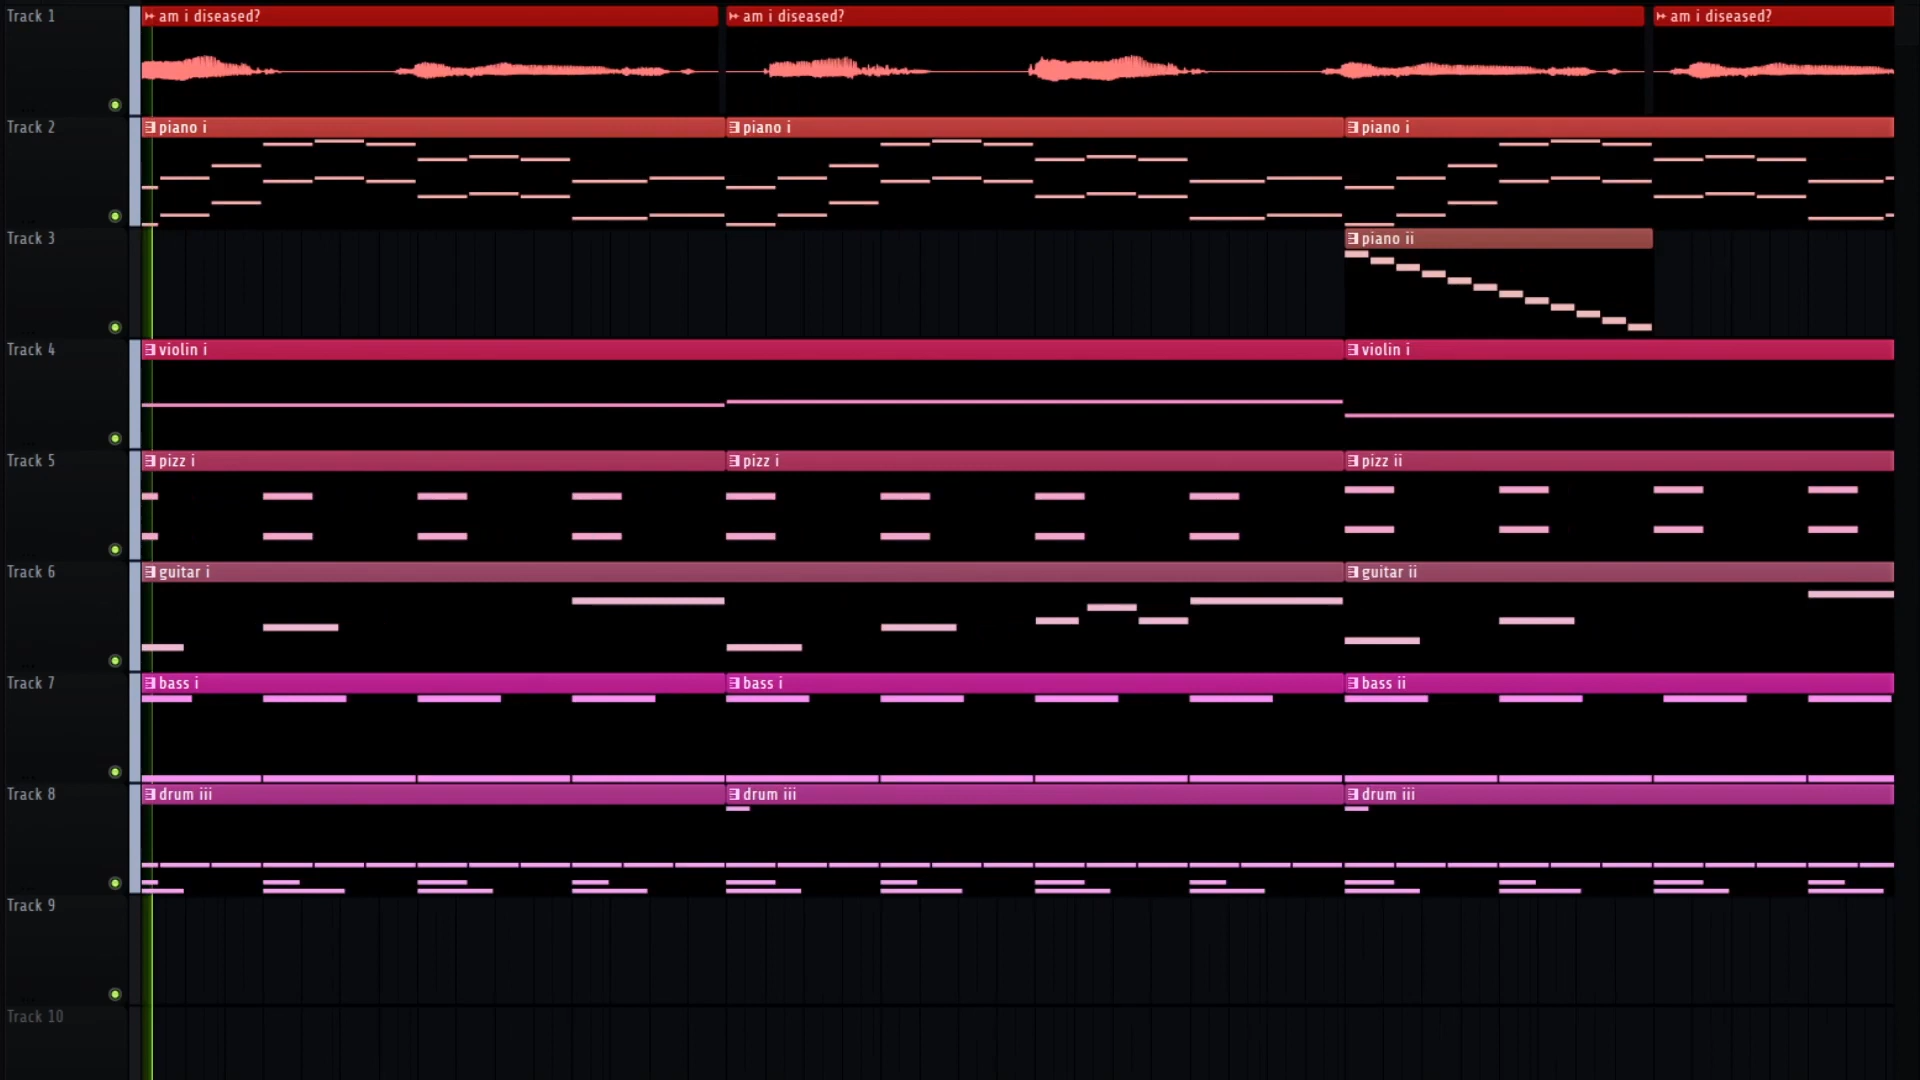 Track 1
am i diseased? am i diseased? am i diseased?
Track 2
piano i piano i piano i
Track 3
piano ii
Track 4
violin i violin i
Track 5
pizz i pizz i pizz ii
Track 6
guitar i guitar ii
Track 7
bass i bass i bass ii
Track 8
drum iii drum iii drum iii
Track 9
Track 10